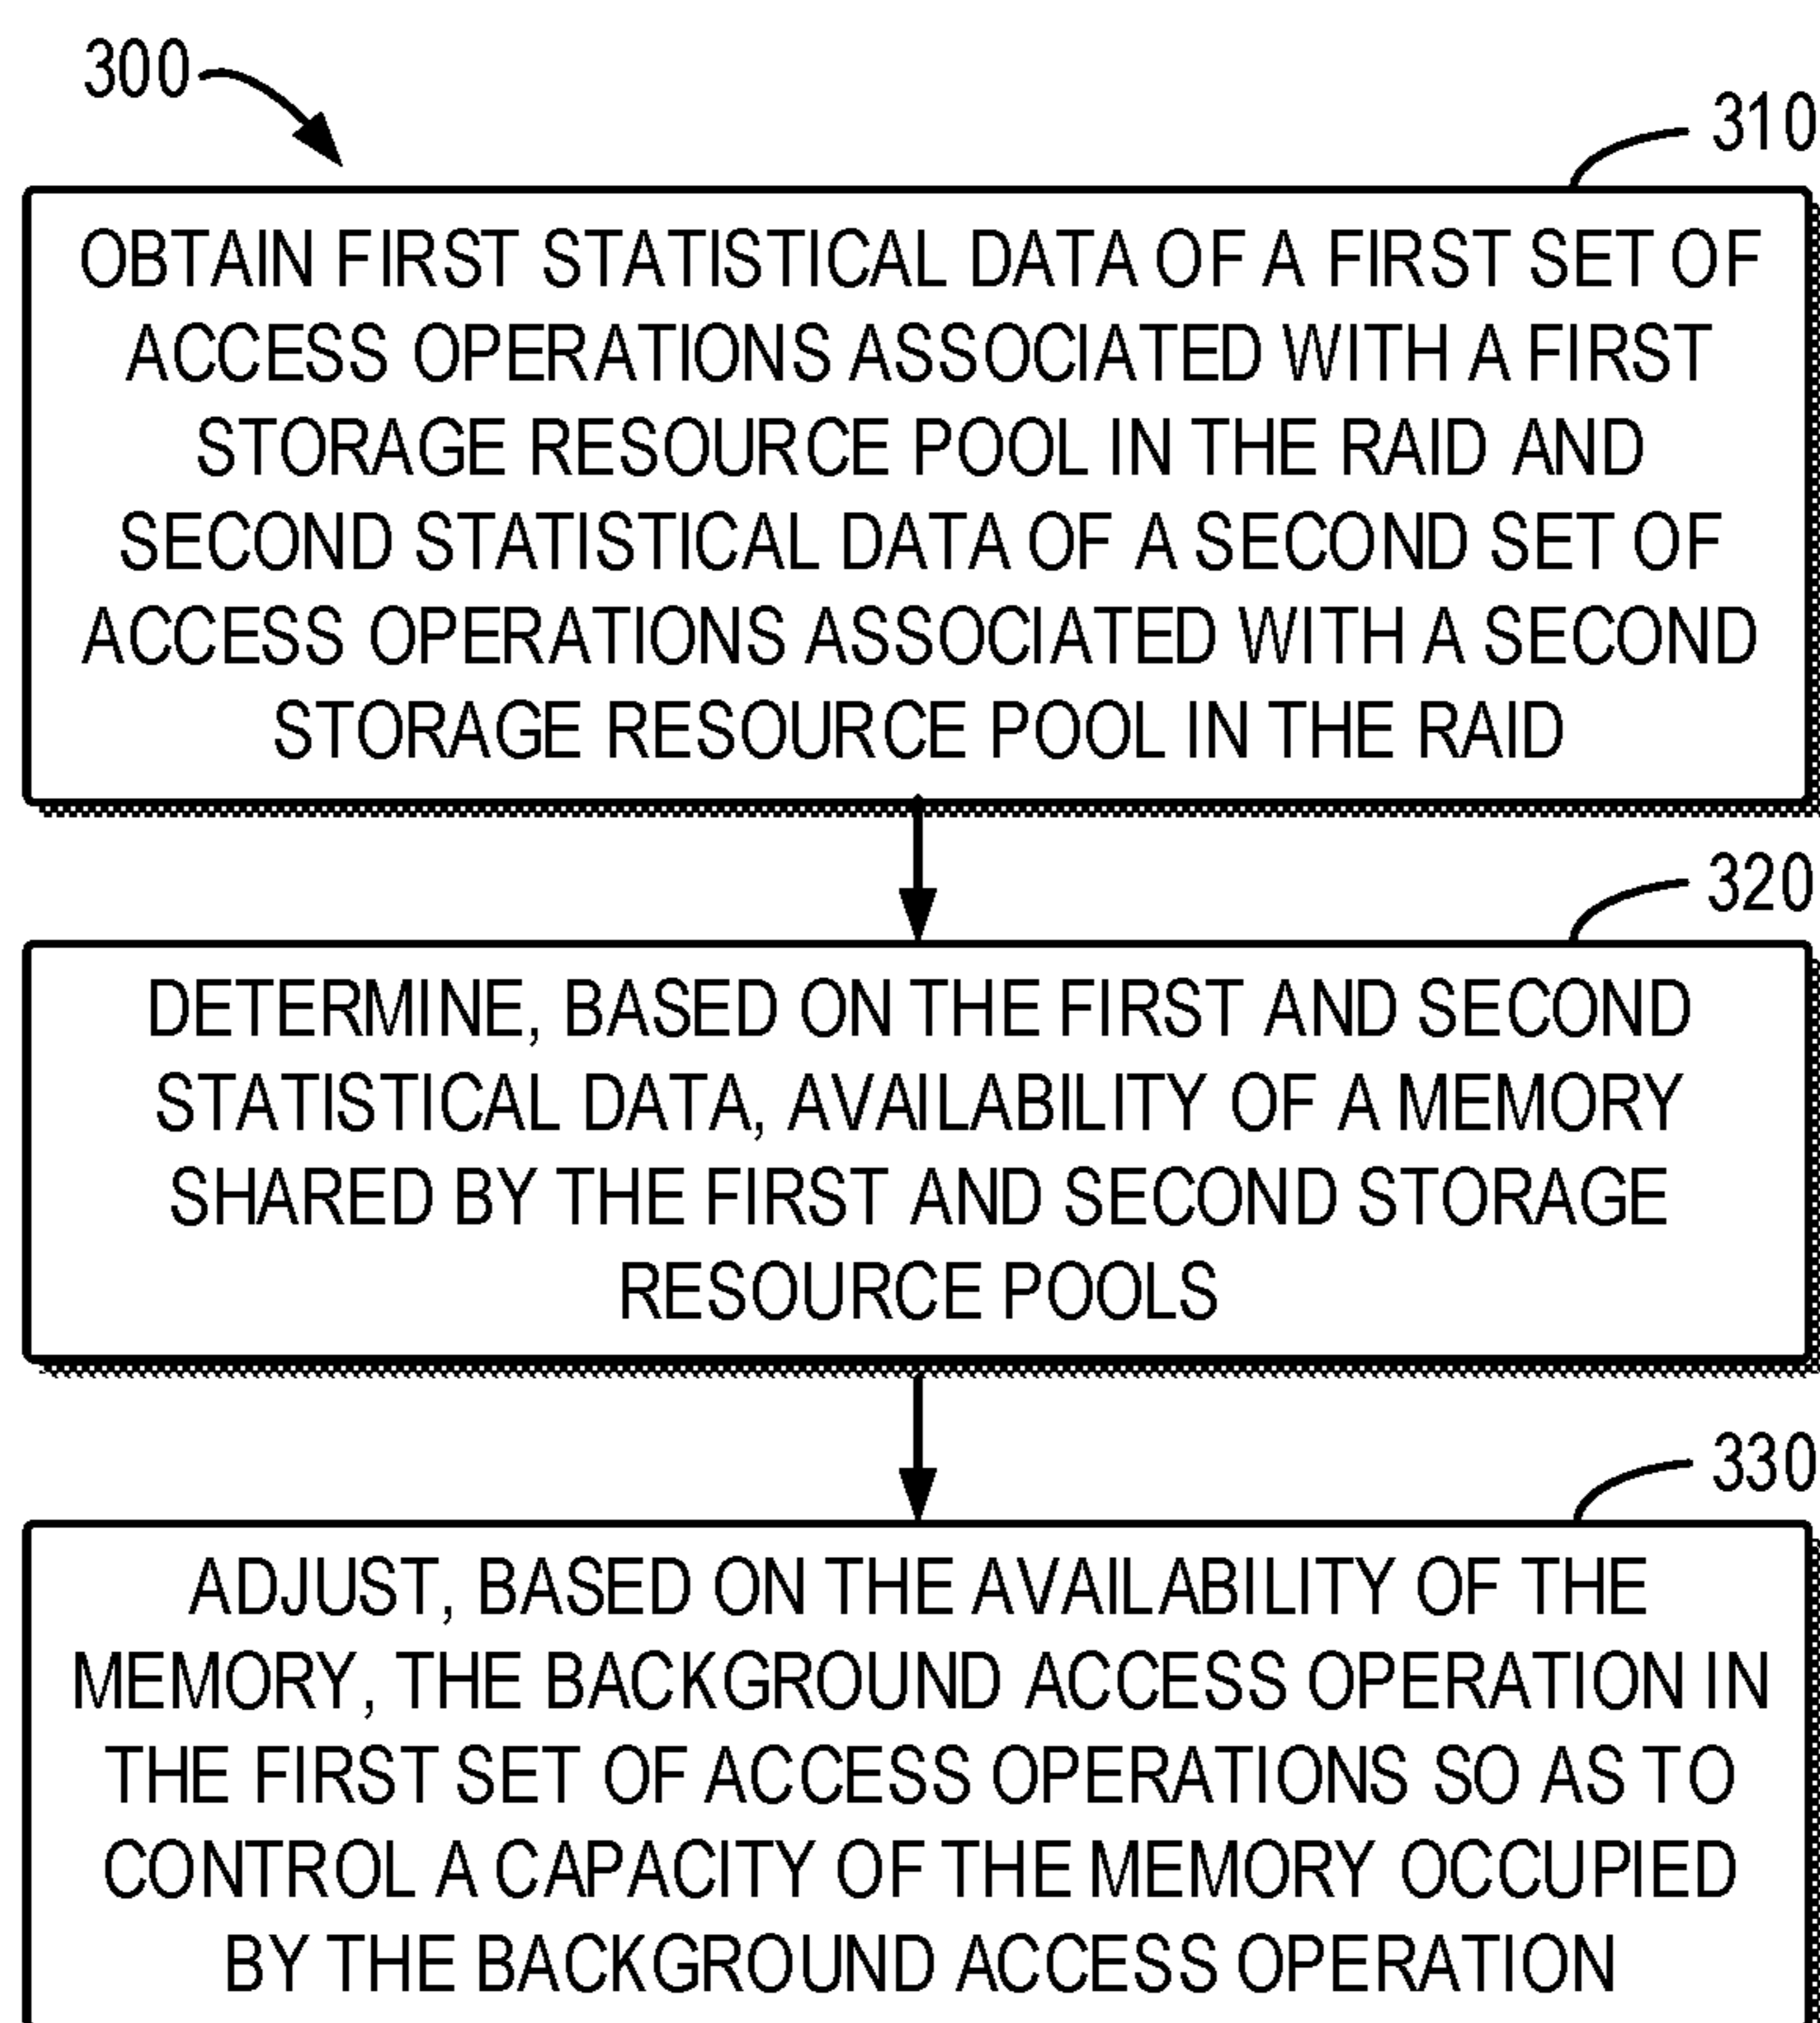 300
310
OBTAIN FIRST STATISTICAL DATA OF A FIRST SET OF
ACCESS OPERATIONS ASSOCIATED WITH A FIRST
STORAGE RESOURCE POOL IN THE RAID AND
SECOND STATISTICAL DATA OF A SECOND SET OF
ACCESS OPERATIONS ASSOCIATED WITH A SECOND
STORAGE RESOURCE POOL IN THE RAID
320
DETERMINE, BASED ON THE FIRST AND SECOND
STATISTICAL DATA, AVAILABILITY OF A MEMORY
SHARED BY THE FIRST AND SECOND STORAGE
RESOURCE POOLS
330
ADJUST, BASED ON THE AVAILABILITY OF THE
MEMORY, THE BACKGROUND ACCESS OPERATION IN
THE FIRST SET OF ACCESS OPERATIONS SO AS TO
CONTROL A CAPACITY OF THE MEMORY OCCUPIED
BY THE BACKGROUND ACCESS OPERATION